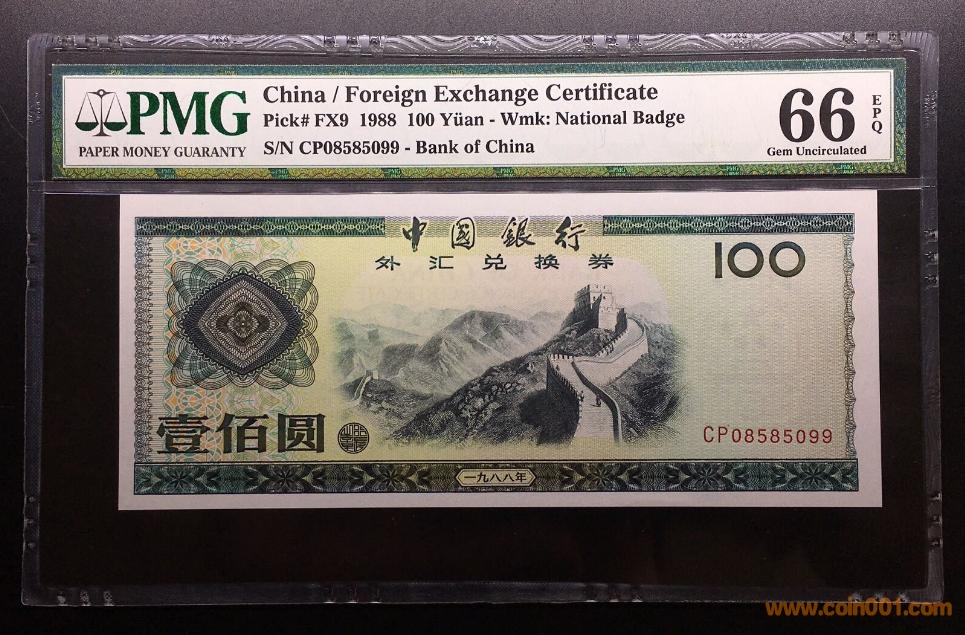 PMG
PAPER MONEY GUARANTY
China / Foreign Exchange Certificate
Pick# FX9 1988 100 Yüan - Wmk: National Badge
S/N CP08585099 - Bank of China
66
EPQ
Gem Uncirculated
中國銀行
外汇兑换券
100
壹佰圆
CP08585099
一九八八年
www.coin001.com